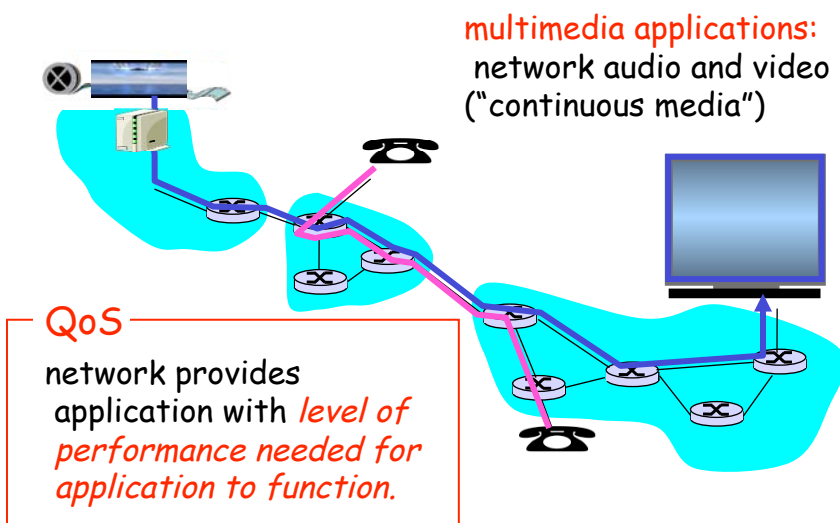 multimedia applications:
network audio and video
(“continuous media”)
QoS
network provides
application with level of
performance needed for
application to function.